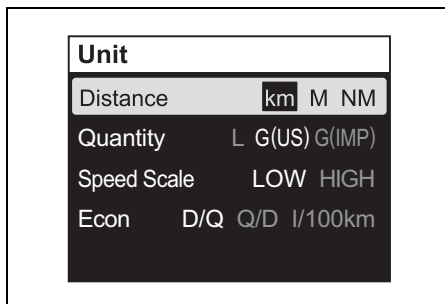 Unit
Distance km M NM
Quantity L G(US) G(IMP)
Speed Scale LOW HIGH
Econ D/Q Q/D l/100km